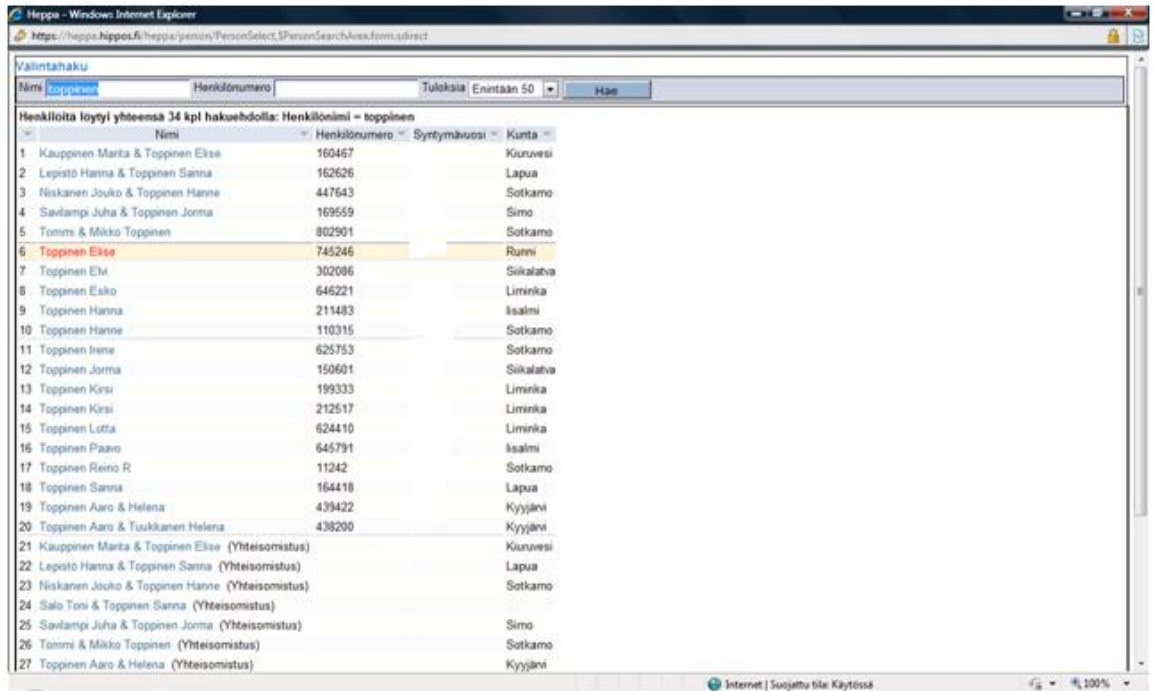 Heppa - Windows Internet Explorer
https://heppa.hippos.fi/heppa/person/PersonSelect,$PersonSearchArea.form.sdirect
Valintahaku
Nimi toppinen Henkilönumero Tuloksia Enintään 50 Hae
Henkilöitä löytyi yhteensä 34 kpl hakuehdolla: Henkilönimi = toppinen
Nimi Henkilönumero Syntymävuosi Kunta
1 Kauppinen Marita & Toppinen Elise 160467 Kiuruvesi
2 Lepistö Hanna & Toppinen Sanna 162626 Lapua
3 Niskanen Jouko & Toppinen Hanne 447643 Sotkamo
4 Savilampi Juha & Toppinen Jorma 169559 Simo
5 Tommi & Mikko Toppinen 802901 Sotkamo
6 Toppinen Elise 745246 Runni
7 Toppinen Elvi 302086 Siikalatva
8 Toppinen Esko 646221 Liminka
9 Toppinen Hanna 211483 Iisalmi
10 Toppinen Hanne 110315 Sotkamo
11 Toppinen Irene 625753 Sotkamo
12 Toppinen Jorma 150601 Siikalatva
13 Toppinen Kirsi 199333 Liminka
14 Toppinen Kirsi 212517 Liminka
15 Toppinen Lotta 624410 Liminka
16 Toppinen Paavo 645791 Iisalmi
17 Toppinen Reino R 11242 Sotkamo
18 Toppinen Sanna 164418 Lapua
19 Toppinen Aaro & Helena 439422 Kyyjärvi
20 Toppinen Aaro & Tuukkanen Helena 438200 Kyyjärvi
21 Kauppinen Marita & Toppinen Elise (Yhteisomistus) Kiuruvesi
22 Lepistö Hanna & Toppinen Sanna (Yhteisomistus) Lapua
23 Niskanen Jouko & Toppinen Hanne (Yhteisomistus) Sotkamo
24 Salo Toni & Toppinen Sanna (Yhteisomistus)
25 Savilampi Juha & Toppinen Jorma (Yhteisomistus) Simo
26 Tommi & Mikko Toppinen (Yhteisomistus) Sotkamo
27 Toppinen Aaro & Helena (Yhteisomistus) Kyyjärvi
Internet | Suojattu tila: Käytössä 100%